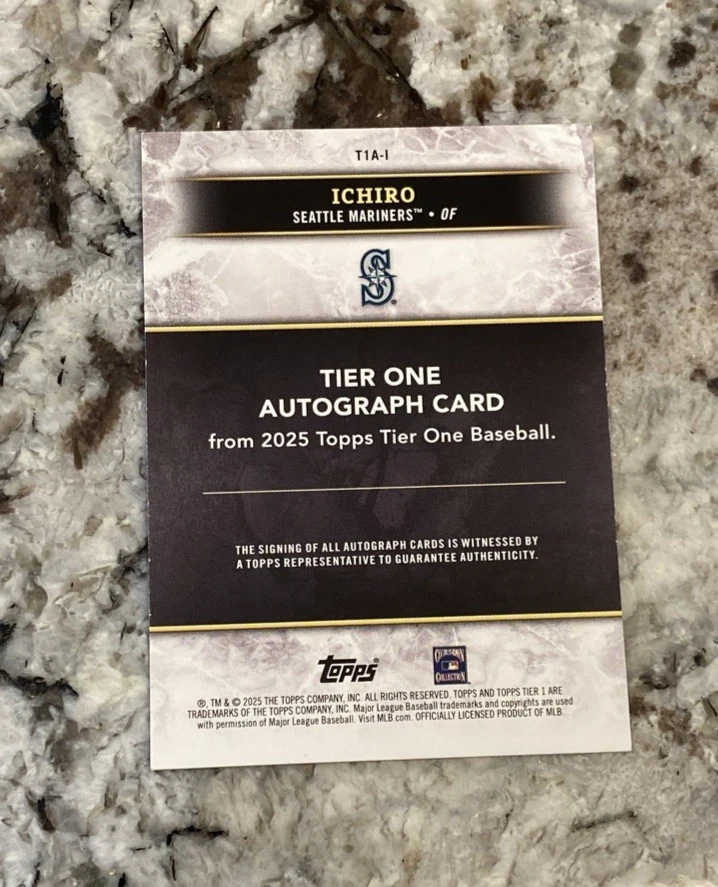 T1A-I
ICHIRO
SEATTLE MARINERS™ • OF
S®
TIER ONE
AUTOGRAPH CARD
from 2025 Topps Tier One Baseball.
THE SIGNING OF ALL AUTOGRAPH CARDS IS WITNESSED BY
A TOPPS REPRESENTATIVE TO GUARANTEE AUTHENTICITY.
topps®
COOPERSTOWN
COLLECTION
®, TM & © 2025 THE TOPPS COMPANY, INC. ALL RIGHTS RESERVED. TOPPS AND TOPPS TIER 1 ARE
TRADEMARKS OF THE TOPPS COMPANY, INC. Major League Baseball trademarks and copyrights are used
with permission of Major League Baseball. Visit MLB.com. OFFICIALLY LICENSED PRODUCT OF MLB.